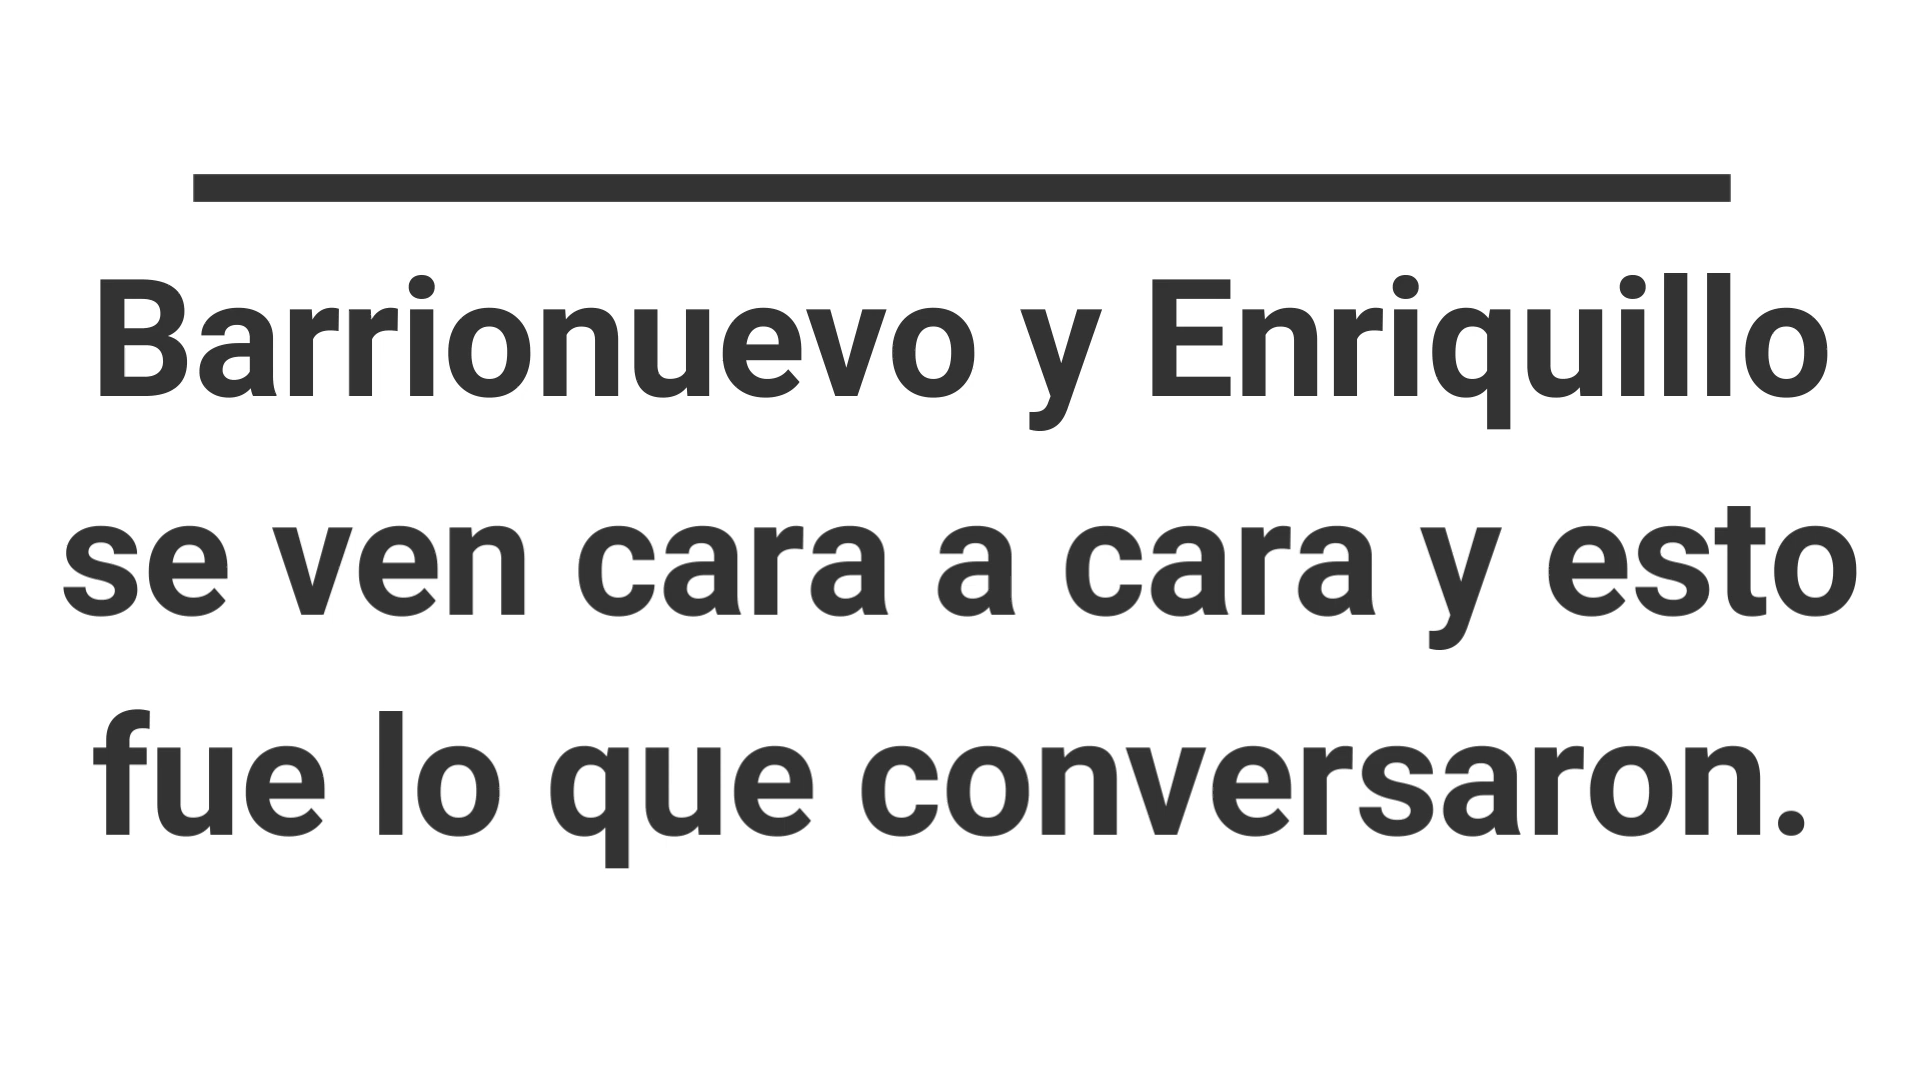 Barrionuevo y Enriquillo
se ven cara a cara y esto
fue lo que conversaron.